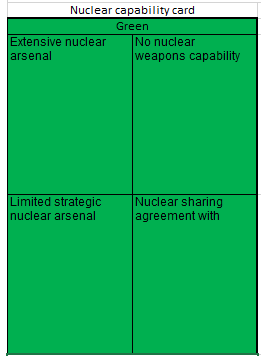 Nuclear capability card
Green
Extensive nuclear
arsenal
No nuclear
weapons capability
Limited strategic
nuclear arsenal
Nuclear sharing
agreement with